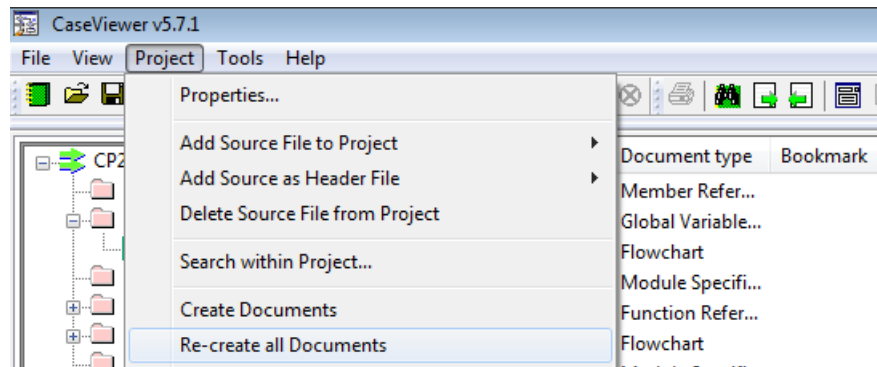 CaseViewer v5.7.1
File View Project Tools Help
Properties...
Add Source File to Project
Add Source as Header File
Delete Source File from Project
Search within Project...
Create Documents
Re-create all Documents
CP2
Document type Bookmark
Member Refer...
Global Variable...
Flowchart
Module Specifi...
Function Refer...
Flowchart